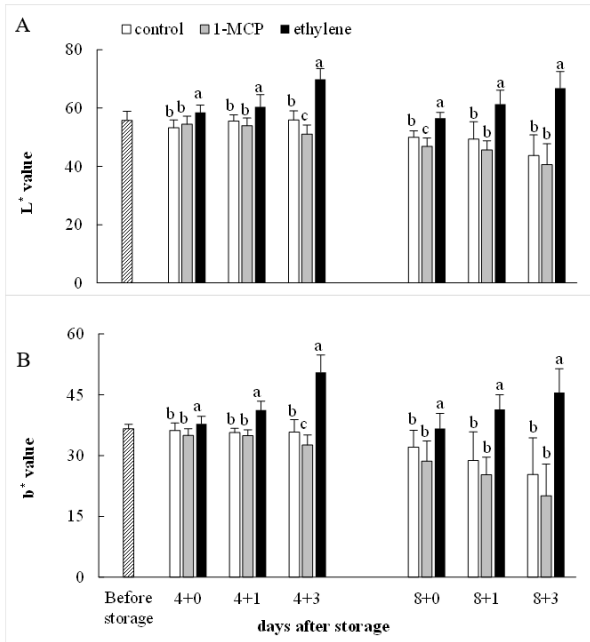 A
control 1-MCP ethylene
80
60
40
20
0
L* value
b b a b b a b c a b c a b b a b b a
B
60
45
30
15
0
b* value
b b a b b a b c a b b a b b a b b a
Before storage 4+0 4+1 4+3 8+0 8+1 8+3
days after storage